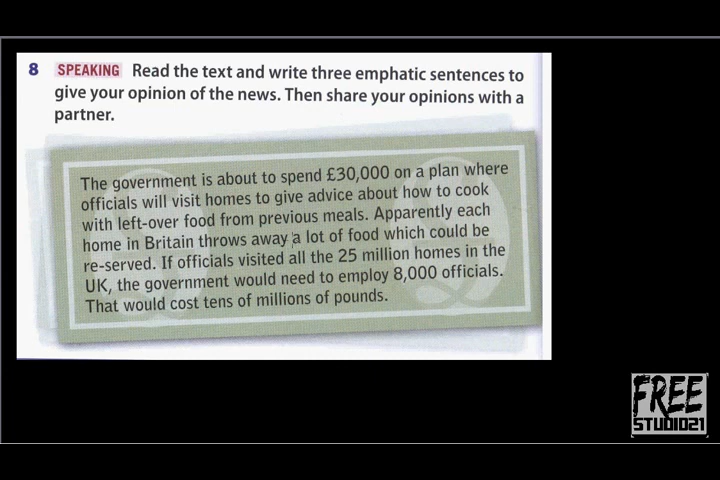 8 SPEAKING Read the text and write three emphatic sentences to
give your opinion of the news. Then share your opinions with a
partner.
The government is about to spend £30,000 on a plan where
officials will visit homes to give advice about how to cook
with left-over food from previous meals. Apparently each
home in Britain throws away a lot of food which could be
re-served. If officials visited all the 25 million homes in the
UK, the government would need to employ 8,000 officials.
That would cost tens of millions of pounds.
FREE
STUDIO21